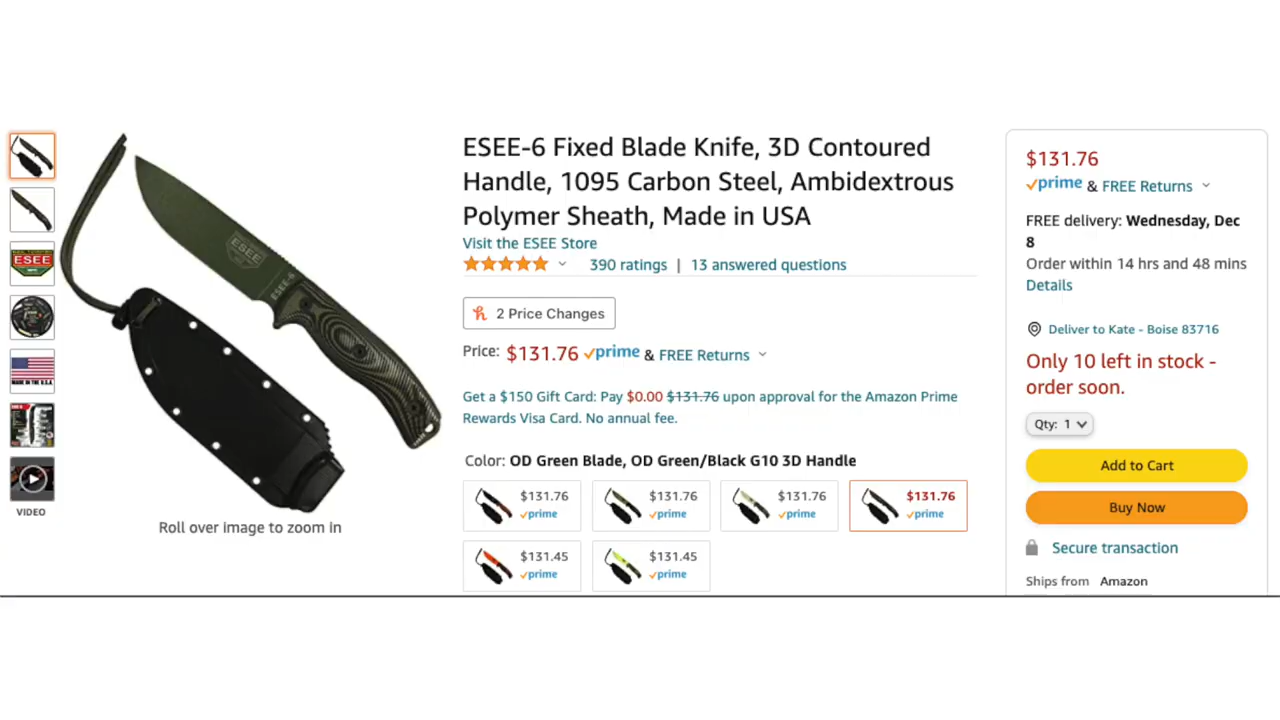 ESEE-6 Fixed Blade Knife, 3D Contoured
Handle, 1095 Carbon Steel, Ambidextrous
Polymer Sheath, Made in USA
Visit the ESEE Store
390 ratings | 13 answered questions
2 Price Changes
Price: $131.76 prime & FREE Returns
Get a $150 Gift Card: Pay $0.00 $131.76 upon approval for the Amazon Prime
Rewards Visa Card. No annual fee.
Color: OD Green Blade, OD Green/Black G10 3D Handle
$131.76
prime
$131.76
prime
$131.76
prime
$131.76
prime
$131.45
prime
$131.45
prime
ESEE
ESEE-6
ESEE
MADE IN THE U.S.A.
VIDEO
Roll over image to zoom in
$131.76
prime & FREE Returns
FREE delivery: Wednesday, Dec
8
Order within 14 hrs and 48 mins
Details
Deliver to Kate - Boise 83716
Only 10 left in stock -
order soon.
Qty: 1
Add to Cart
Buy Now
Secure transaction
Ships from Amazon